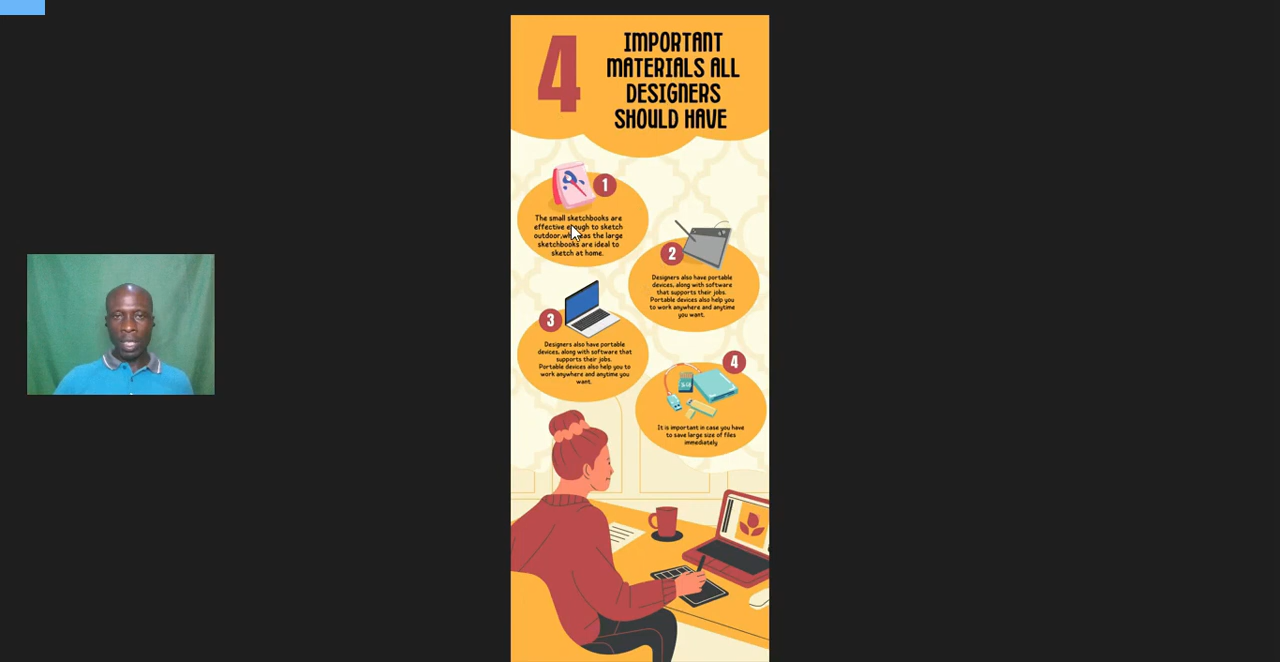 4
IMPORTANT
MATERIALS ALL
DESIGNERS
SHOULD HAVE
1
The small sketchbooks are
effective enough to sketch
outdoor,whereas the large
sketchbooks are ideal to
sketch at home.
2
Designers also have portable
devices, along with software
that supports their jobs.
Portable devices also help you
to work anywhere and anytime
you want.
3
Designers also have portable
devices, along with software that
supports their jobs.
Portable devices also help you to
work anywhere and anytime you
want.
4
It is important in case you have
to save large size of files
immediately